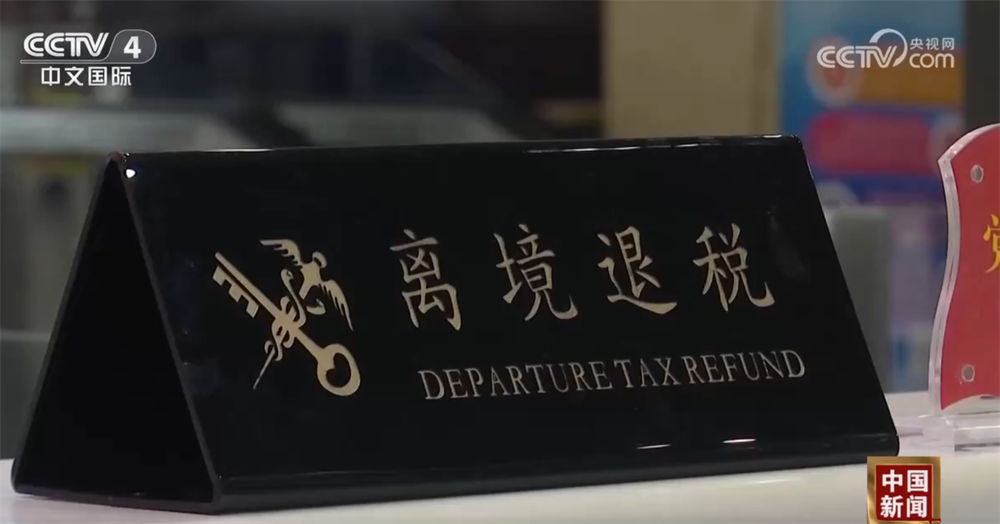 CCTV 4
中文国际
CCTV 央视网
com
离境退税
DEPARTURE TAX REFUND
中国
新闻